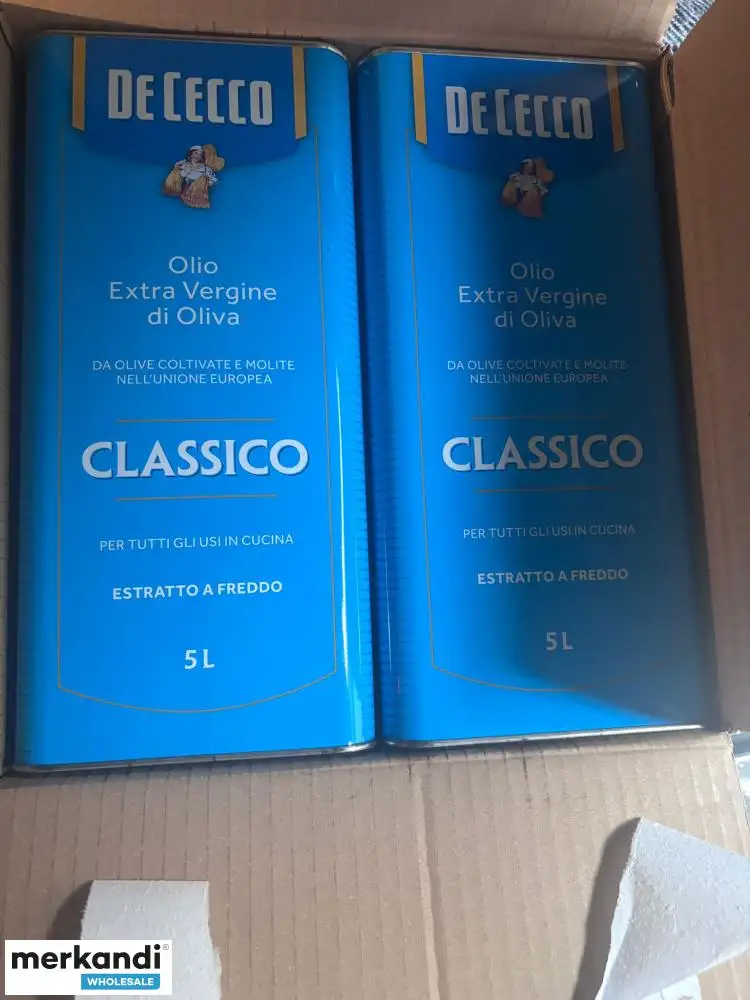 DE CECCO
Olio
Extra Vergine
di Oliva
DA OLIVE COLTIVATE E MOLITE
NELL'UNIONE EUROPEA
CLASSICO
PER TUTTI GLI USI IN CUCINA
ESTRATTO A FREDDO
5 L
DE CECCO
Olio
Extra Vergine
di Oliva
DA OLIVE COLTIVATE E MOLITE
NELL'UNIONE EUROPEA
CLASSICO
PER TUTTI GLI USI IN CUCINA
ESTRATTO A FREDDO
5 L
merkandi®
WHOLESALE